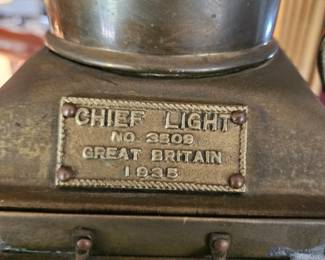 CHIEF LIGHT
NO. 3509
GREAT BRITAIN
1935